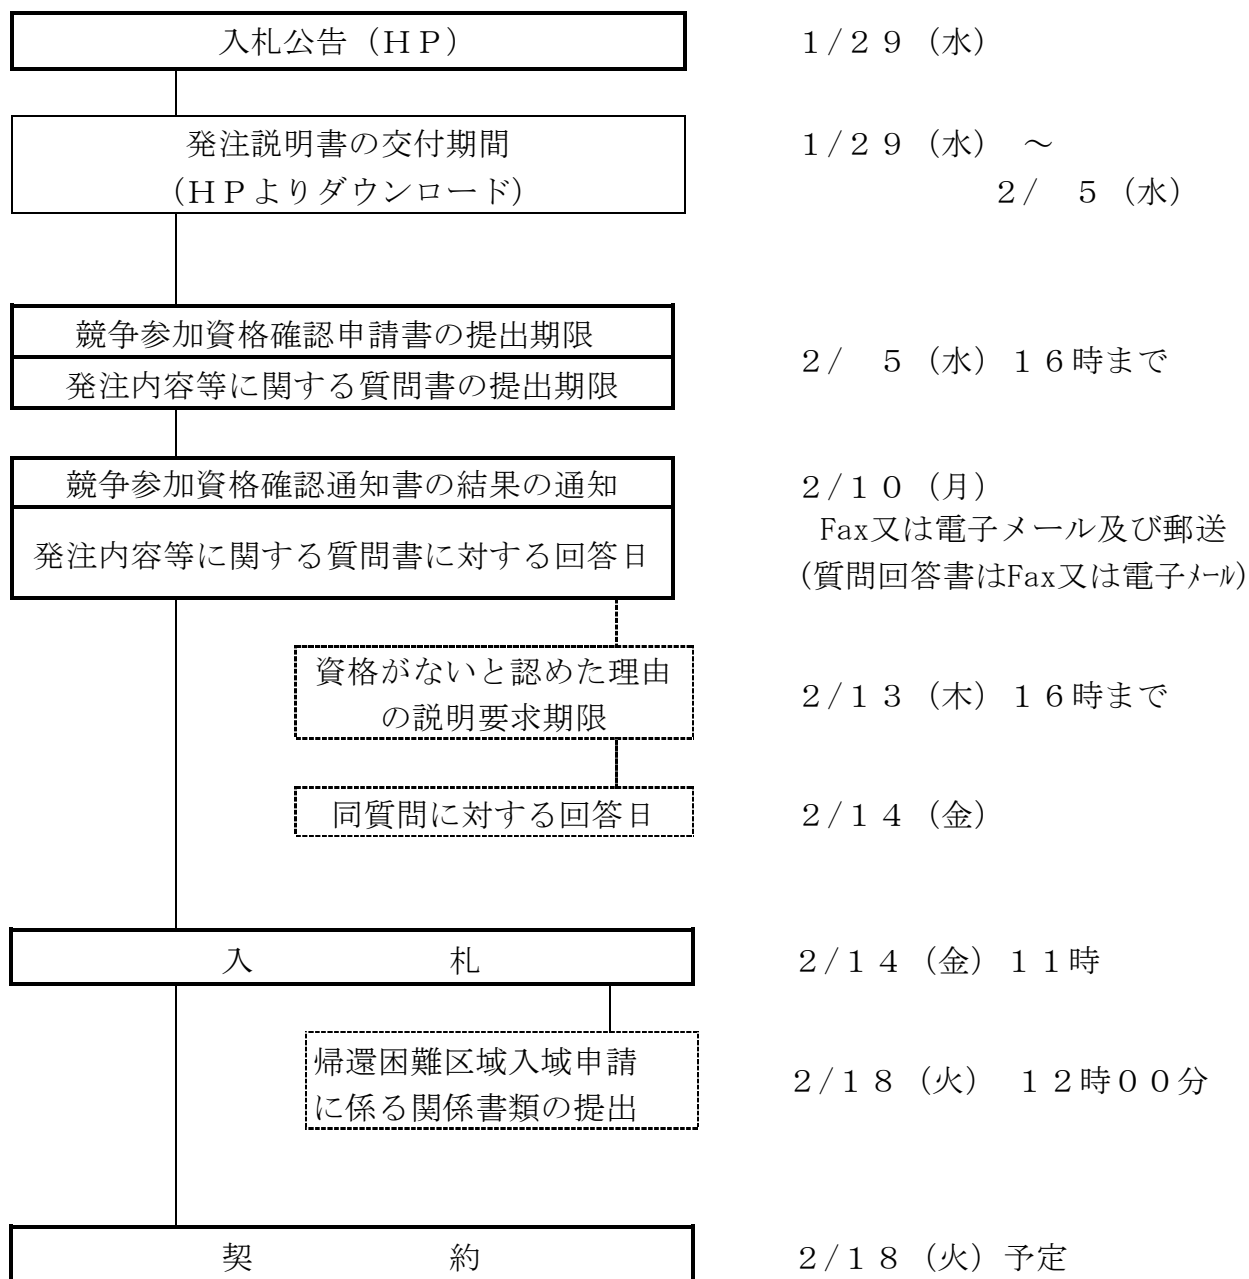 入札公告（ＨＰ）
１/２９（水）
発注説明書の交付期間
（ＨＰよりダウンロード）
１/２９（水）　～
２/　５（水）
競争参加資格確認申請書の提出期限
発注内容等に関する質問書の提出期限
２/　５（水）１６時まで
競争参加資格確認通知書の結果の通知
発注内容等に関する質問書に対する回答日
２/１０（月）
Fax又は電子メール及び郵送
（質問回答書はFax又は電子ﾒｰﾙ）
資格がないと認めた理由
の説明要求期限
２/１３（木）１６時まで
同質問に対する回答日
２/１４（金）
入　　　　　札
２/１４（金）１１時
帰還困難区域入域申請
に係る関係書類の提出
２/１８（火）　１２時００分
契　　　　　約
２/１８（火）予定